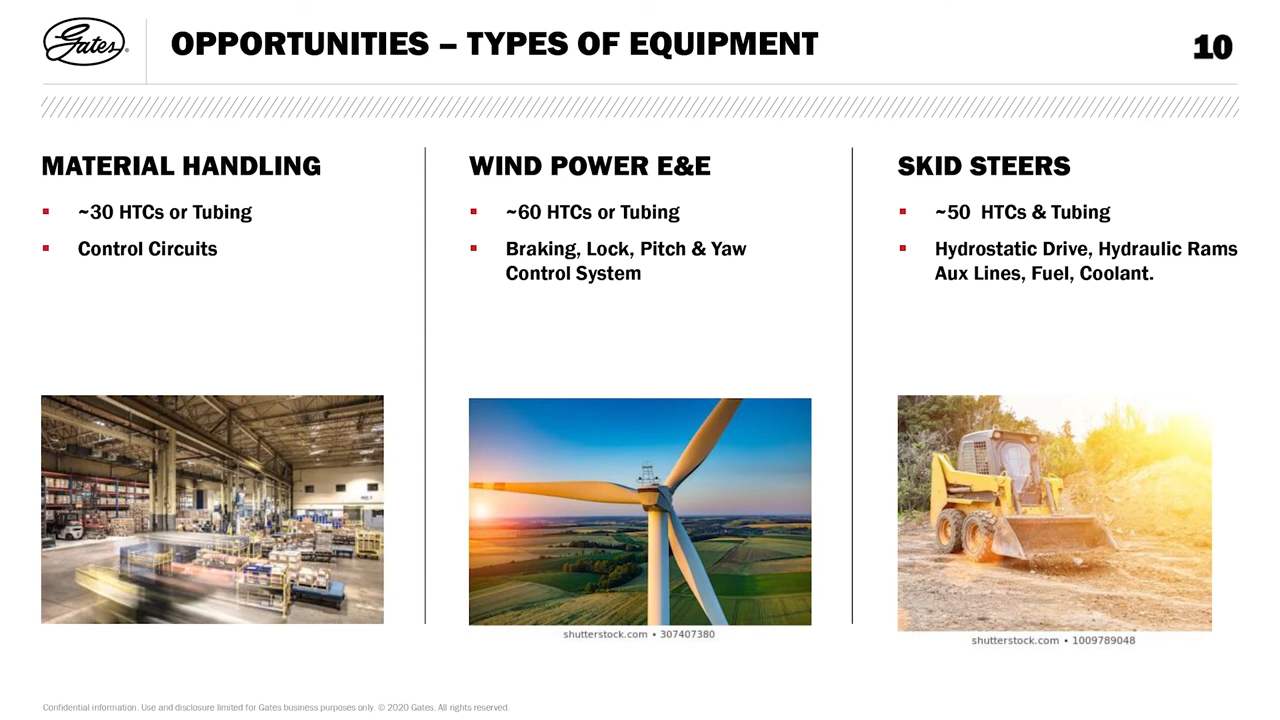 Gates
OPPORTUNITIES – TYPES OF EQUIPMENT
10
MATERIAL HANDLING
▪ ~30 HTCs or Tubing
▪ Control Circuits
WIND POWER E&E
▪ ~60 HTCs or Tubing
▪ Braking, Lock, Pitch & Yaw
Control System
SKID STEERS
▪ ~50  HTCs & Tubing
▪ Hydrostatic Drive, Hydraulic Rams
Aux Lines, Fuel, Coolant.
shutterstock.com • 307407380
shutterstock.com • 1009789048
Confidential information. Use and disclosure limited for Gates business purposes only. © 2020 Gates. All rights reserved.